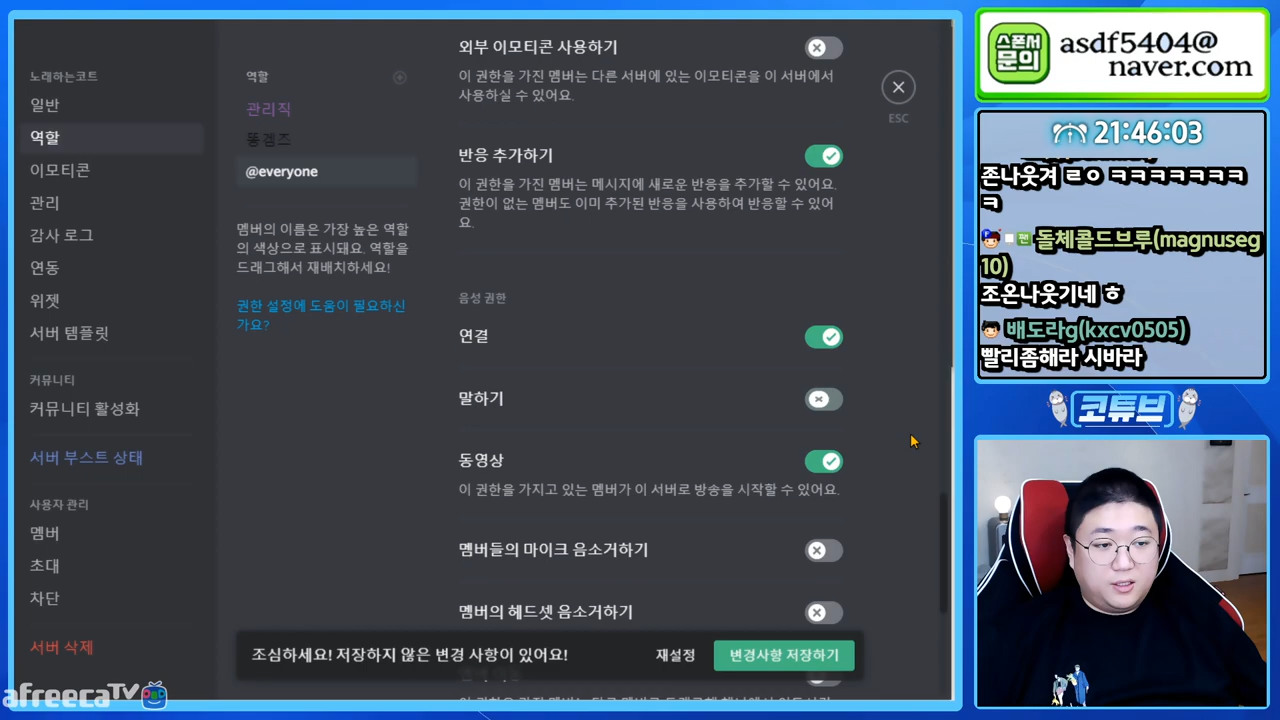 노래하는코트
일반
역할
이모티콘
관리
감사 로그
연동
위젯
서버 템플릿
커뮤니티
커뮤니티 활성화
서버 부스트 상태
사용자 관리
멤버
초대
차단
서버 삭제
역할
관리직
똥겜즈
@everyone
멤버의 이름은 가장 높은 역할
의 색상으로 표시돼요. 역할을
드래그해서 재배치하세요!
권한 설정에 도움이 필요하신
가요?
외부 이모티콘 사용하기
이 권한을 가진 멤버는 다른 서버에 있는 이모티콘을 이 서버에서
사용하실 수 있어요.
반응 추가하기
이 권한을 가진 멤버는 메시지에 새로운 반응을 추가할 수 있어요.
권한이 없는 멤버도 이미 추가된 반응을 사용하여 반응할 수 있어
요.
음성 권한
연결
말하기
동영상
이 권한을 가지고 있는 멤버가 이 서버로 방송을 시작할 수 있어요.
멤버들의 마이크 음소거하기
멤버의 헤드셋 음소거하기
조심하세요! 저장하지 않은 변경 사항이 있어요!
재설정
변경사항 저장하기
ESC
스폰서
문의
asdf5404@
naver.com
21:46:03
존나웃겨 ㄹㅇ ㅋㅋㅋㅋㅋㅋㅋ
ㅋ
팬 돌체콜드브루(magnuseg
10)
조온나웃기네 ㅎ
배도라g(kxcv0505)
빨리좀해라 시바라
코튜브
afreecaTV